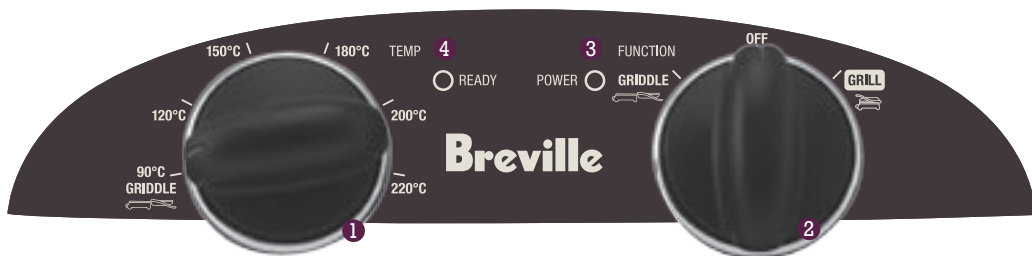 150°C 180°C TEMP 4 3 FUNCTION OFF
READY POWER GRIDDLE GRILL
120°C 200°C
Breville
90°C
GRIDDLE 220°C
1 2